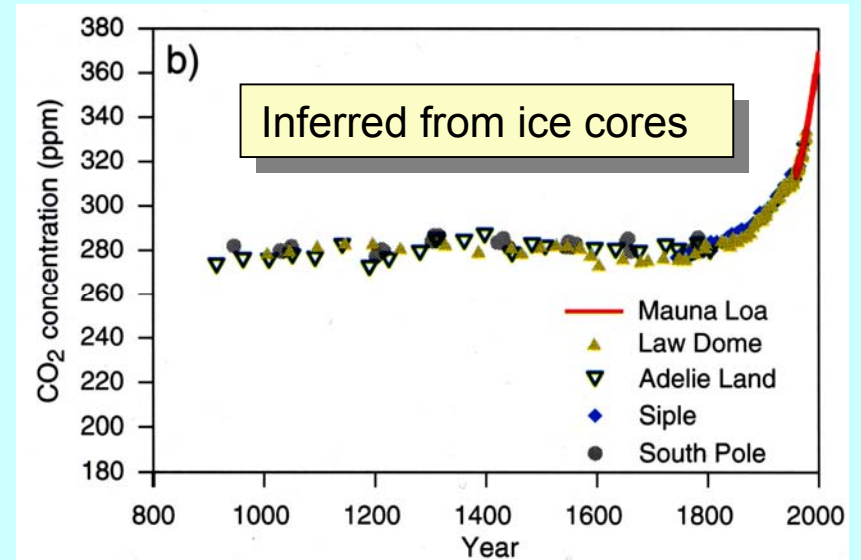 b)
Inferred from ice cores
CO₂ concentration (ppm)
380
360
340
320
300
280
260
240
220
200
180
Mauna Loa
Law Dome
Adelie Land
Siple
South Pole
800 1000 1200 1400 1600 1800 2000
Year